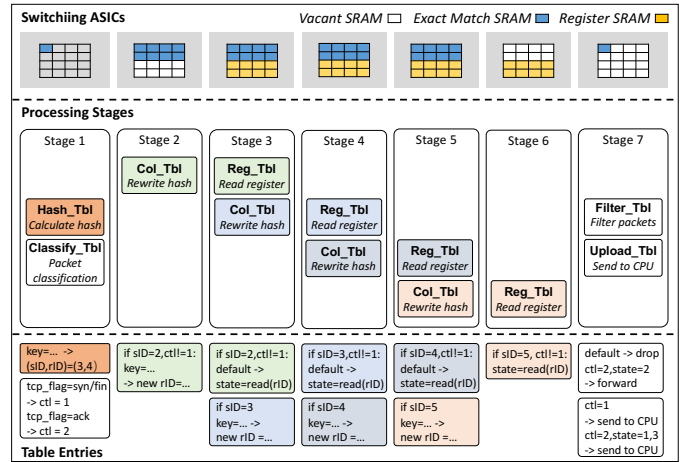 Switchiing ASICs
Vacant SRAM
Exact Match SRAM
Register SRAM
Processing Stages
Stage 1
Hash_Tbl
Calculate hash
Classify_Tbl
Packet
classification
Stage 2
Col_Tbl
Rewrite hash
Stage 3
Reg_Tbl
Read register
Col_Tbl
Rewrite hash
Stage 4
Reg_Tbl
Read register
Col_Tbl
Rewrite hash
Stage 5
Reg_Tbl
Read register
Col_Tbl
Rewrite hash
Stage 6
Reg_Tbl
Read register
Stage 7
Filter_Tbl
Filter packets
Upload_Tbl
Send to CPU
key=... ->
(sID,rID)=(3,4)
tcp_flag=syn/fin
-> ctl = 1
tcp_flag=ack
-> ctl = 2
if sID=2,ctl!=1:
key=...
-> new rID=...
if sID=2,ctl!=1:
default ->
state=read(rID)
if sID=3
key=... ->
new rID =...
if sID=3,ctl!=1:
default ->
state=read(rID)
if sID=4
key=... ->
new rID =...
if sID=4,ctl!=1:
default ->
state=read(rID)
if sID=5
key=... ->
new rID =...
if sID=5, ctl!=1:
state=read(rID)
default -> drop
ctl=2,state=2
-> forward
ctl=1
-> send to CPU
ctl=2,state=1,3
-> send to CPU
Table Entries